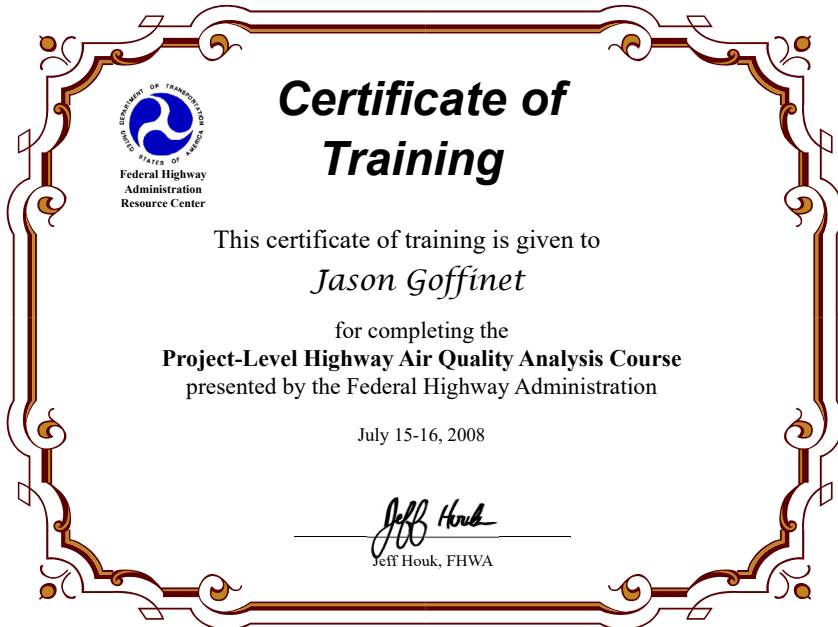 Certificate of
Training
DEPARTMENT OF TRANSPORTATION
UNITED STATES OF AMERICA
Federal Highway
Administration
Resource Center
This certificate of training is given to
Jason Goffinet
for completing the
Project-Level Highway Air Quality Analysis Course
presented by the Federal Highway Administration
July 15-16, 2008
Jeff Houk
Jeff Houk, FHWA